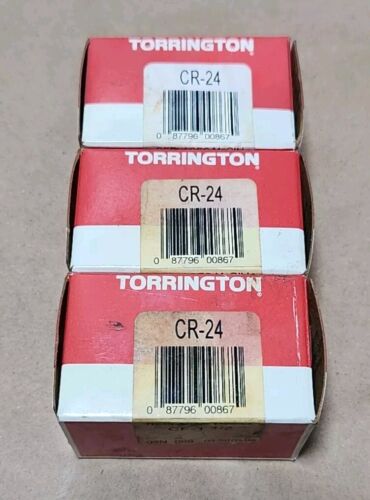 TORRINGTON
CR-24
0 87796 00867
TORRINGTON
CR-24
0 87796 00867
TORRINGTON®
CR-24
0 87796 00867